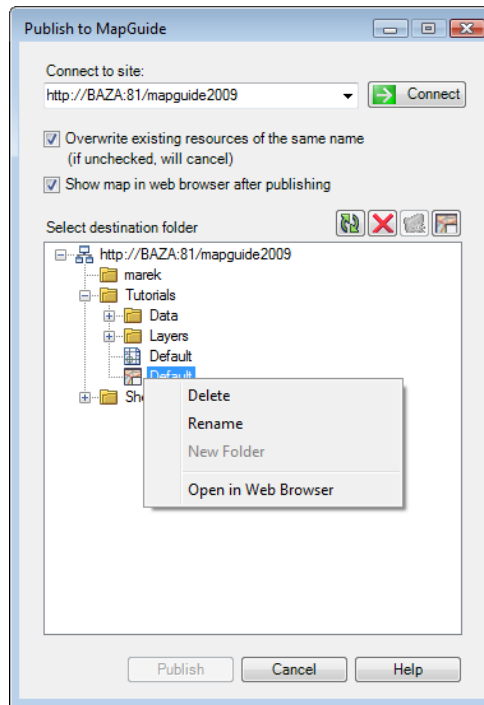 Publish to MapGuide
Connect to site:
http://BAZA:81/mapguide2009
Connect
Overwrite existing resources of the same name
(if unchecked, will cancel)
Show map in web browser after publishing
Select destination folder
http://BAZA:81/mapguide2009
marek
Tutorials
Data
Layers
Default
Default
Delete
Rename
New Folder
Open in Web Browser
Publish
Cancel
Help